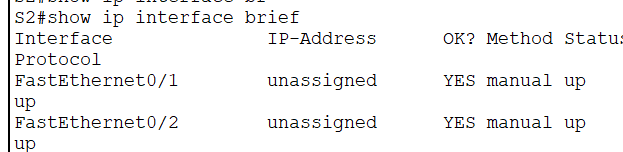 S2#show ip interface br
S2#show ip interface brief
Interface IP-Address OK? Method Status
Protocol
FastEthernet0/1 unassigned YES manual up
up
FastEthernet0/2 unassigned YES manual up
up